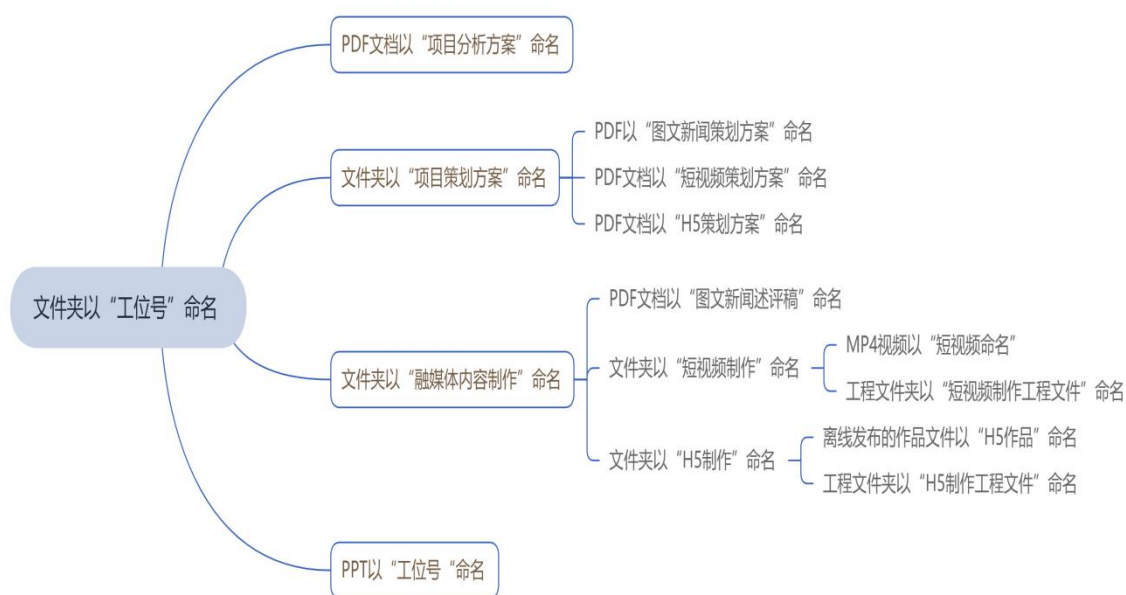 PDF文档以“项目分析方案”命名
文件夹以“项目策划方案”命名
PDF以“图文新闻策划方案”命名
PDF文档以“短视频策划方案”命名
PDF文档以“H5策划方案”命名
文件夹以“工位号”命名
文件夹以“融媒体内容制作”命名
PDF文档以“图文新闻述评稿”命名
文件夹以“短视频制作”命名
MP4视频以“短视频命名”
工程文件夹以“短视频制作工程文件”命名
文件夹以“H5制作”命名
离线发布的作品文件以“H5作品”命名
工程文件夹以“H5制作工程文件”命名
PPT以“工位号“命名